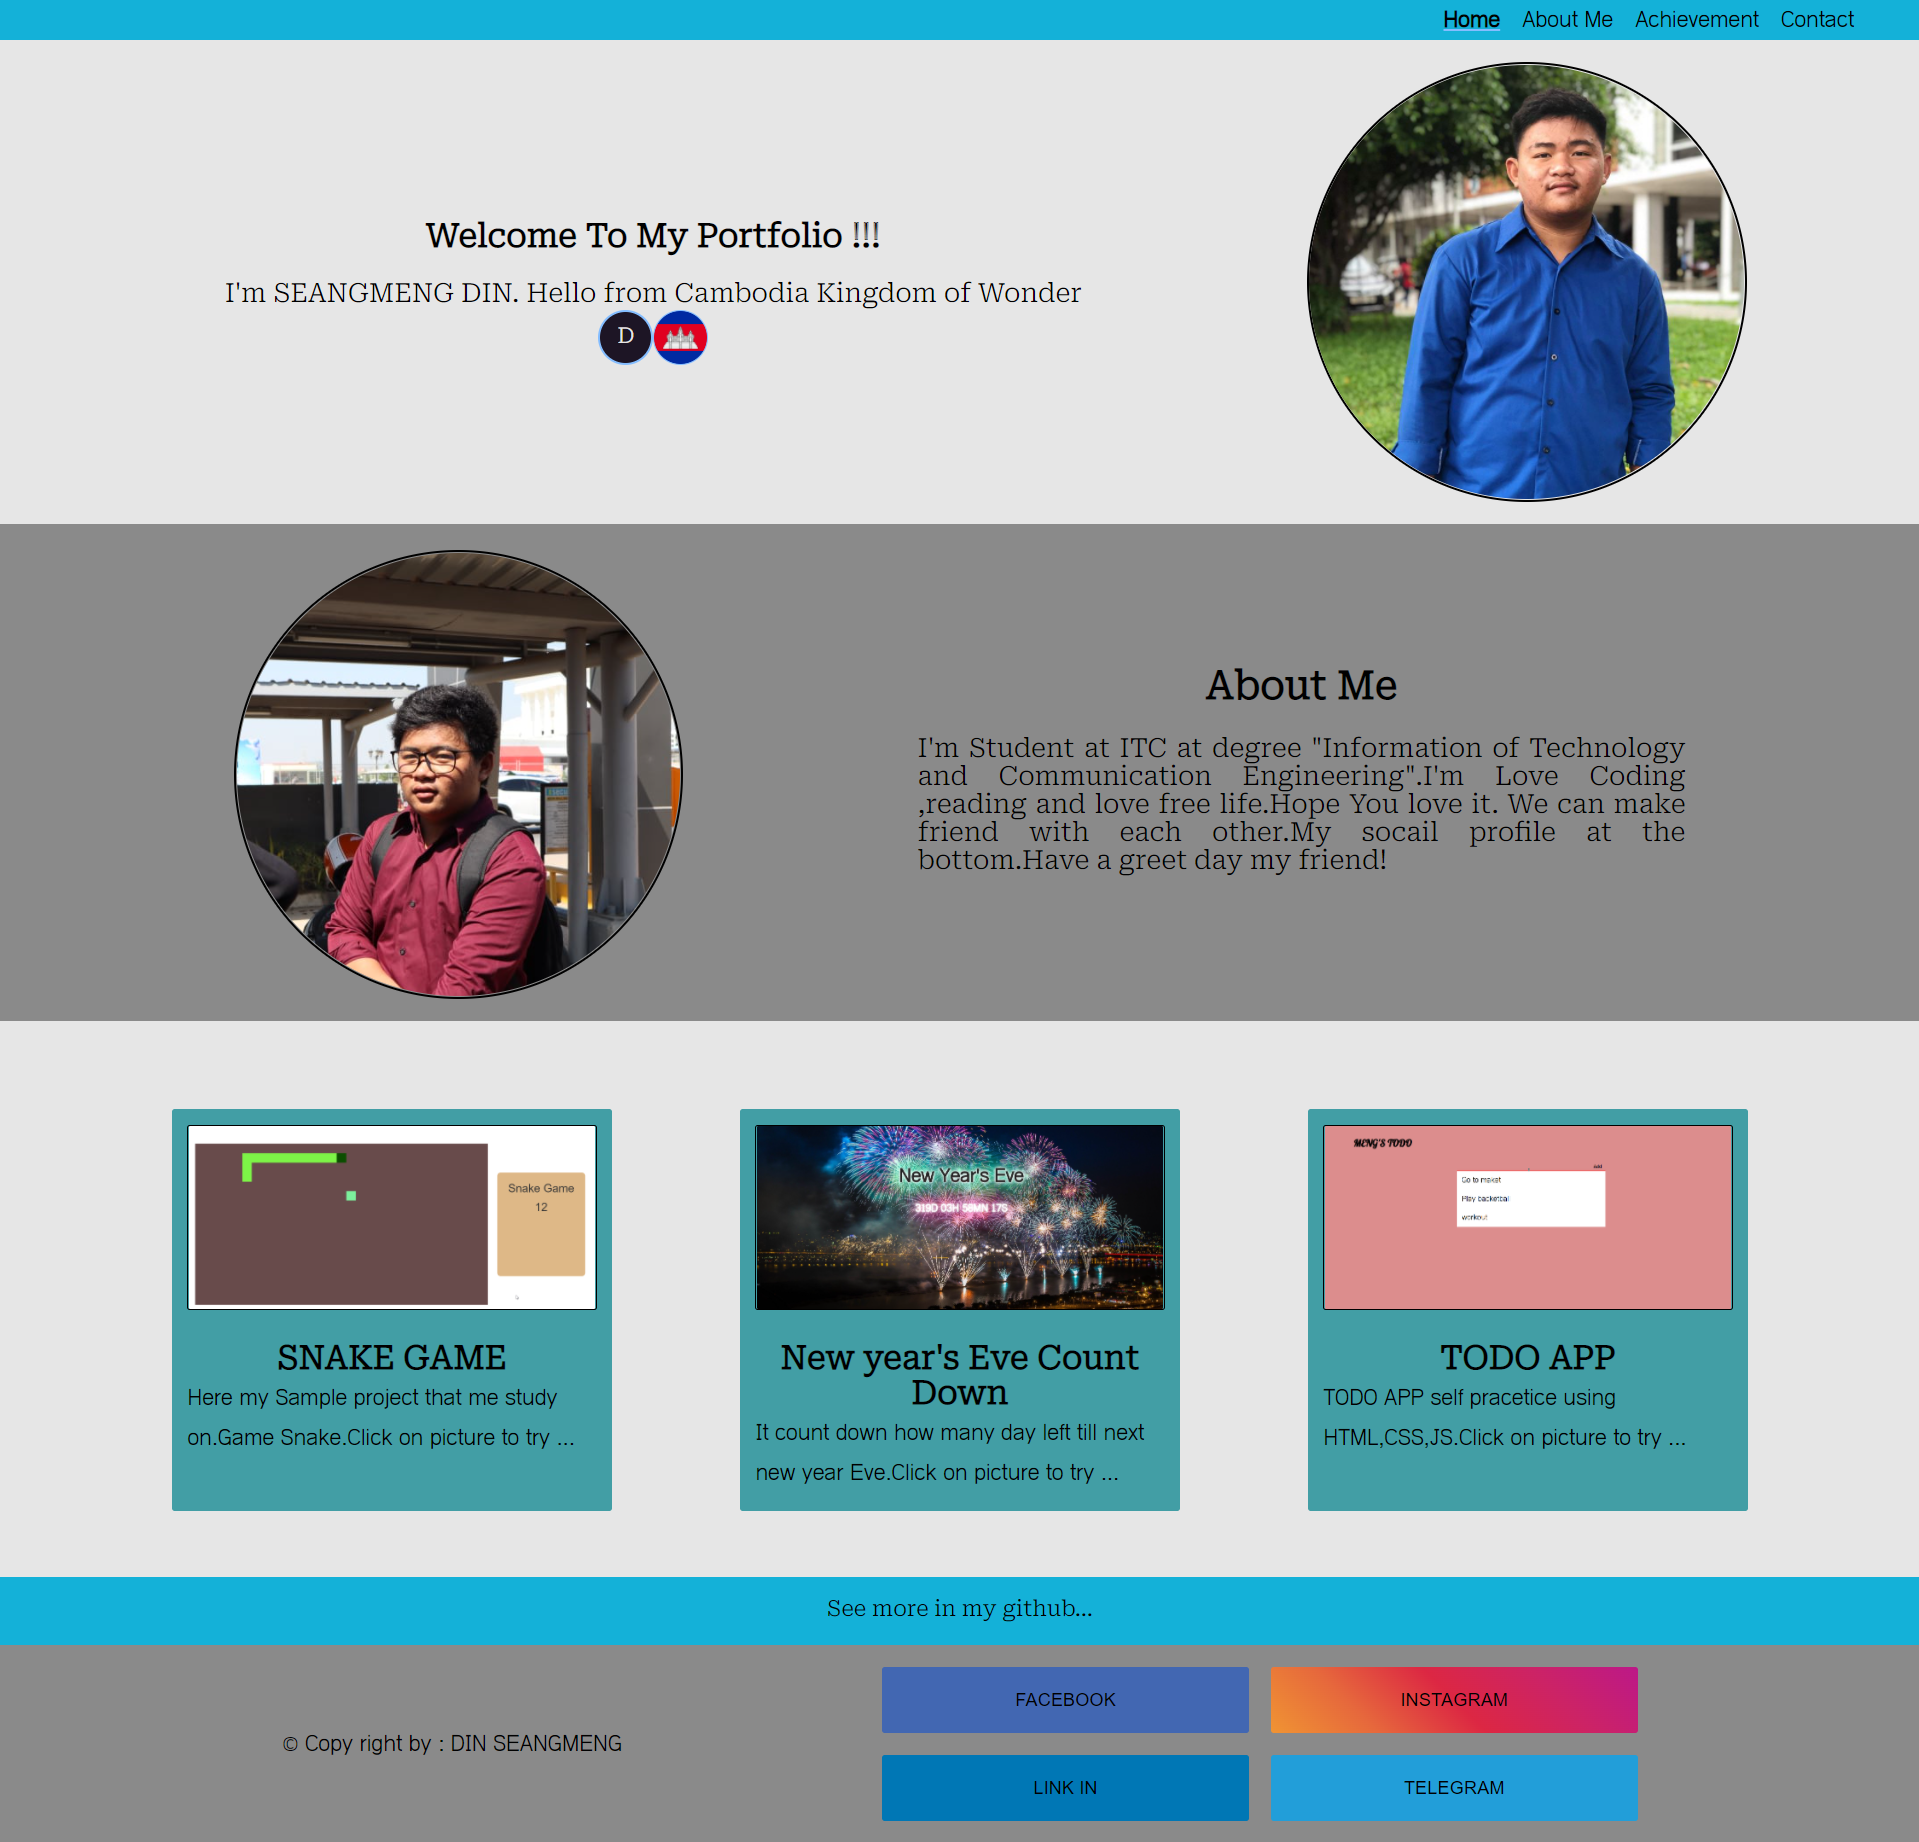 Home About Me Achievement Contact
Welcome To My Portfolio !!!
I'm SEANGMENG DIN. Hello from Cambodia Kingdom of Wonder
D
About Me
I'm Student at ITC at degree "Information of Technology
and Communication Engineering".I'm Love Coding
,reading and love free life.Hope You love it. We can make
friend with each other.My socail profile at the
bottom.Have a greet day my friend!
Snake Game
12
SNAKE GAME
Here my Sample project that me study
on.Game Snake.Click on picture to try ...
New Year's Eve
319D 03H 58MN 17S
New year's Eve Count
Down
It count down how many day left till next
new year Eve.Click on picture to try ...
MENG'S TODO
add
Go to maket
Play backetbal
workout
TODO APP
TODO APP self pracetice using
HTML,CSS,JS.Click on picture to try ...
See more in my github...
© Copy right by : DIN SEANGMENG
FACEBOOK
INSTAGRAM
LINK IN
TELEGRAM